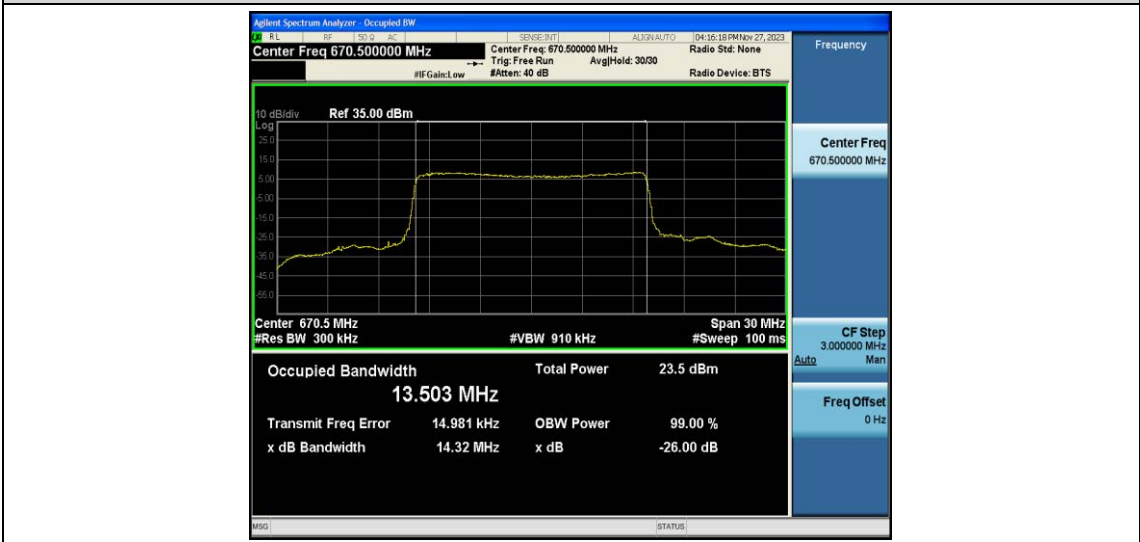 Agilent Spectrum Analyzer - Occupied BW
LXI RL RF 50 Ω AC SENSE:INT ALIGN AUTO 04:16:18 PM Nov 27, 2023
Center Freq 670.500000 MHz
Center Freq: 670.500000 MHz Radio Std: None
Trig: Free Run Avg|Hold: 30/30
#IFGain:Low #Atten: 40 dB Radio Device: BTS
Frequency
10 dB/div Ref 35.00 dBm
Log
25.0
15.0
5.00
-5.00
-15.0
-25.0
-35.0
-45.0
-55.0
Center 670.5 MHz Span 30 MHz
#Res BW 300 kHz #VBW 910 kHz #Sweep 100 ms
Occupied Bandwidth Total Power 23.5 dBm
13.503 MHz
Transmit Freq Error 14.981 kHz OBW Power 99.00 %
x dB Bandwidth 14.32 MHz x dB -26.00 dB
Center Freq
670.500000 MHz
CF Step
3.000000 MHz
Auto Man
Freq Offset
0 Hz
MSG STATUS